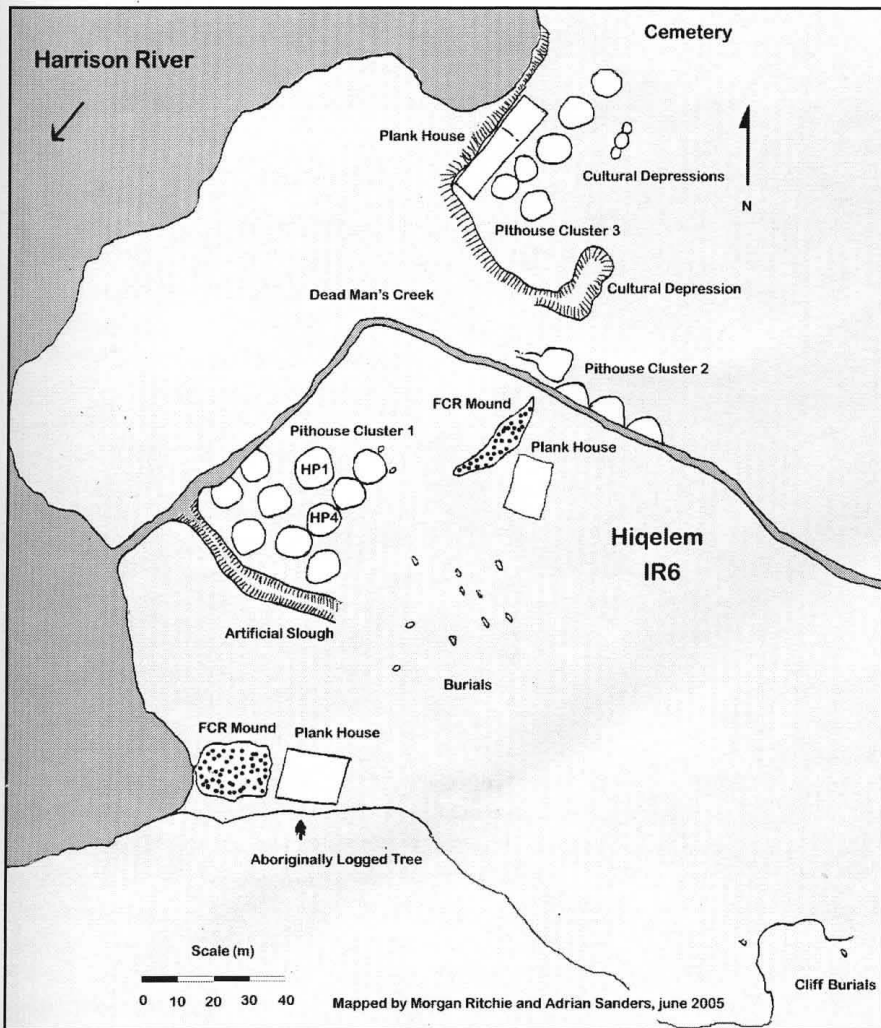 Cemetery
Harrison River
Plank House
Cultural Depressions
N
Pithouse Cluster 3
Cultural Depression
Dead Man's Creek
Pithouse Cluster 2
FCR Mound
Pithouse Cluster 1
Plank House
HP1
HP4
Hiqelem
IR6
Artificial Slough
Burials
FCR Mound
Plank House
Aboriginally Logged Tree
Scale (m)
0 10 20 30 40
Cliff Burials
Mapped by Morgan Ritchie and Adrian Sanders, june 2005